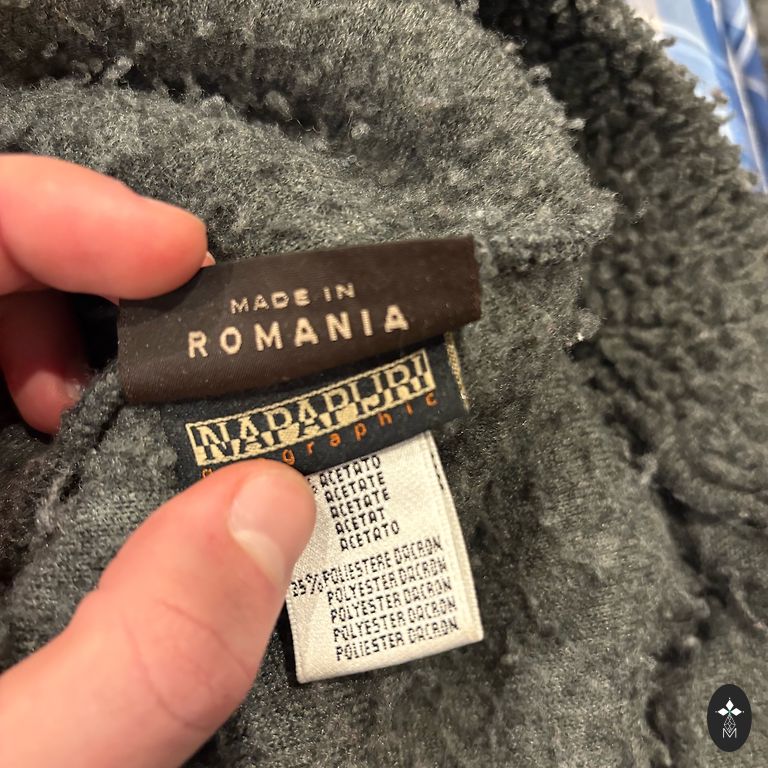 MADE IN
ROMANIA
NAPAPIJRI
graphic
ACETATO
ACETATE
ACETATE
ACETAT
ACETATO
POLIESTERE DACRON
POLYESTER DACRON
POLYESTER DACRON
POLYESTER DACRON
POLIESTER DACRON
M